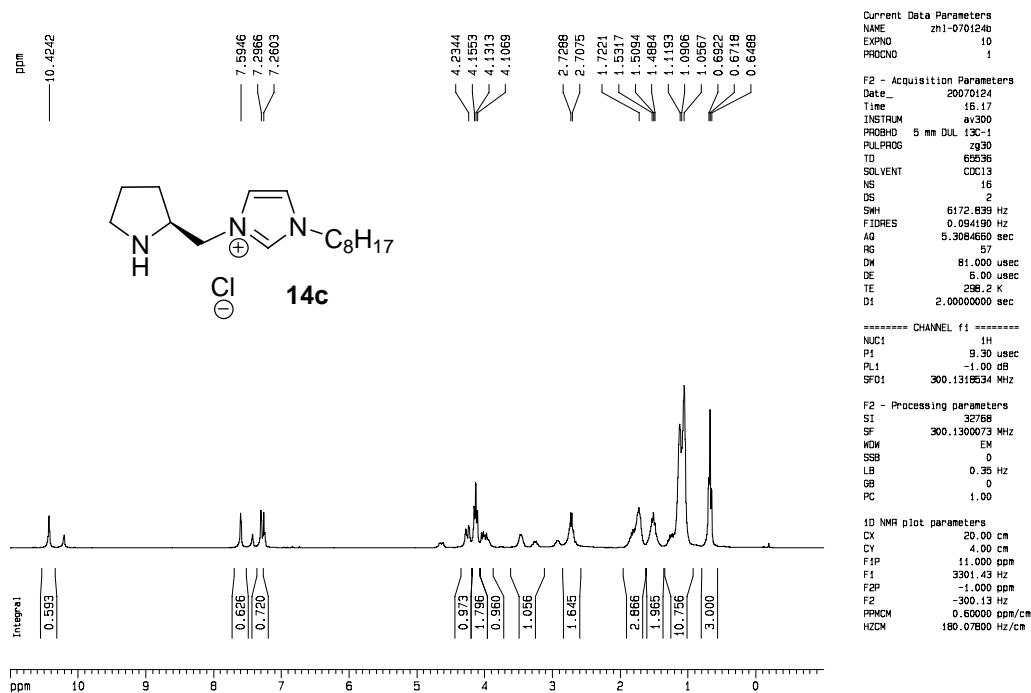 ppm
10.4242
7.5946
7.2966
7.2603
4.2344
4.1553
4.1313
4.1069
2.7288
2.7075
1.7221
1.5317
1.5094
1.4884
1.1193
1.0906
1.0567
0.6922
0.6718
0.6488
N
H
N
⊕
N
C8H17
Cl
⊖
14c
Integral
0.593
0.626
0.720
0.973
1.796
0.960
1.056
1.645
2.866
1.965
10.756
3.000
ppm 10 9 8 7 6 5 4 3 2 1 0
Current Data Parameters
NAME zhl-070124b
EXPNO 10
PROCNO 1
F2 - Acquisition Parameters
Date_ 20070124
Time 16.17
INSTRUM av300
PROBHD 5 mm DUL 13C-1
PULPROG zg30
TD 65536
SOLVENT CDCl3
NS 16
DS 2
SWH 6172.839 Hz
FIDRES 0.094190 Hz
AQ 5.3084660 sec
RG 57
DW 81.000 usec
DE 6.00 usec
TE 298.2 K
D1 2.00000000 sec
======== CHANNEL f1 ========
NUC1 1H
P1 9.30 usec
PL1 -1.00 dB
SFO1 300.1318534 MHz
F2 - Processing parameters
SI 32768
SF 300.1300073 MHz
WDW EM
SSB 0
LB 0.35 Hz
GB 0
PC 1.00
1D NMR plot parameters
CX 20.00 cm
CY 4.00 cm
F1P 11.000 ppm
F1 3301.43 Hz
F2P -1.000 ppm
F2 -300.13 Hz
PPMCM 0.60000 ppm/cm
HZCM 180.07800 Hz/cm